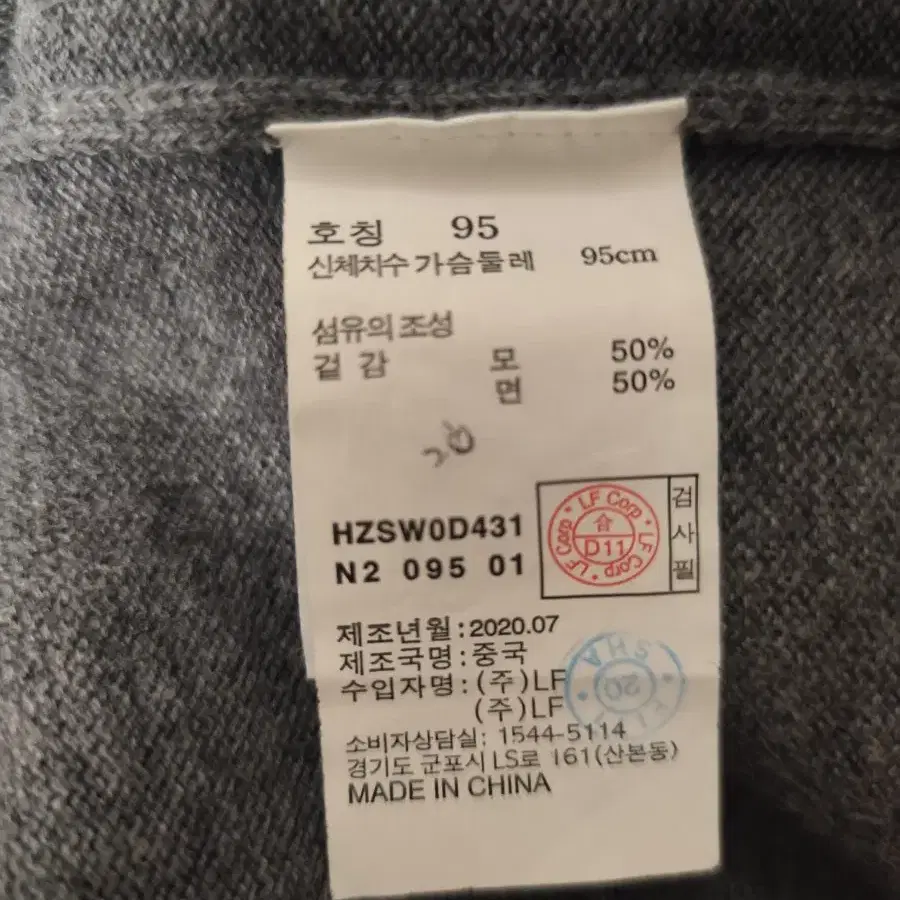 호칭 95
신체치수 가슴둘레 95cm
섬유의 조성
겉감 모 50%
면 50%
HZSW0D431
N2 095 01
LF Corp * LF Corp * LF Corp *
合
D11
검사필
제조년월:2020.07
제조국명:중국
수입자명:(주)LF
(주)LF
20
소비자상담실: 1544-5114
경기도 군포시 LS로 161(산본동)
MADE IN CHINA